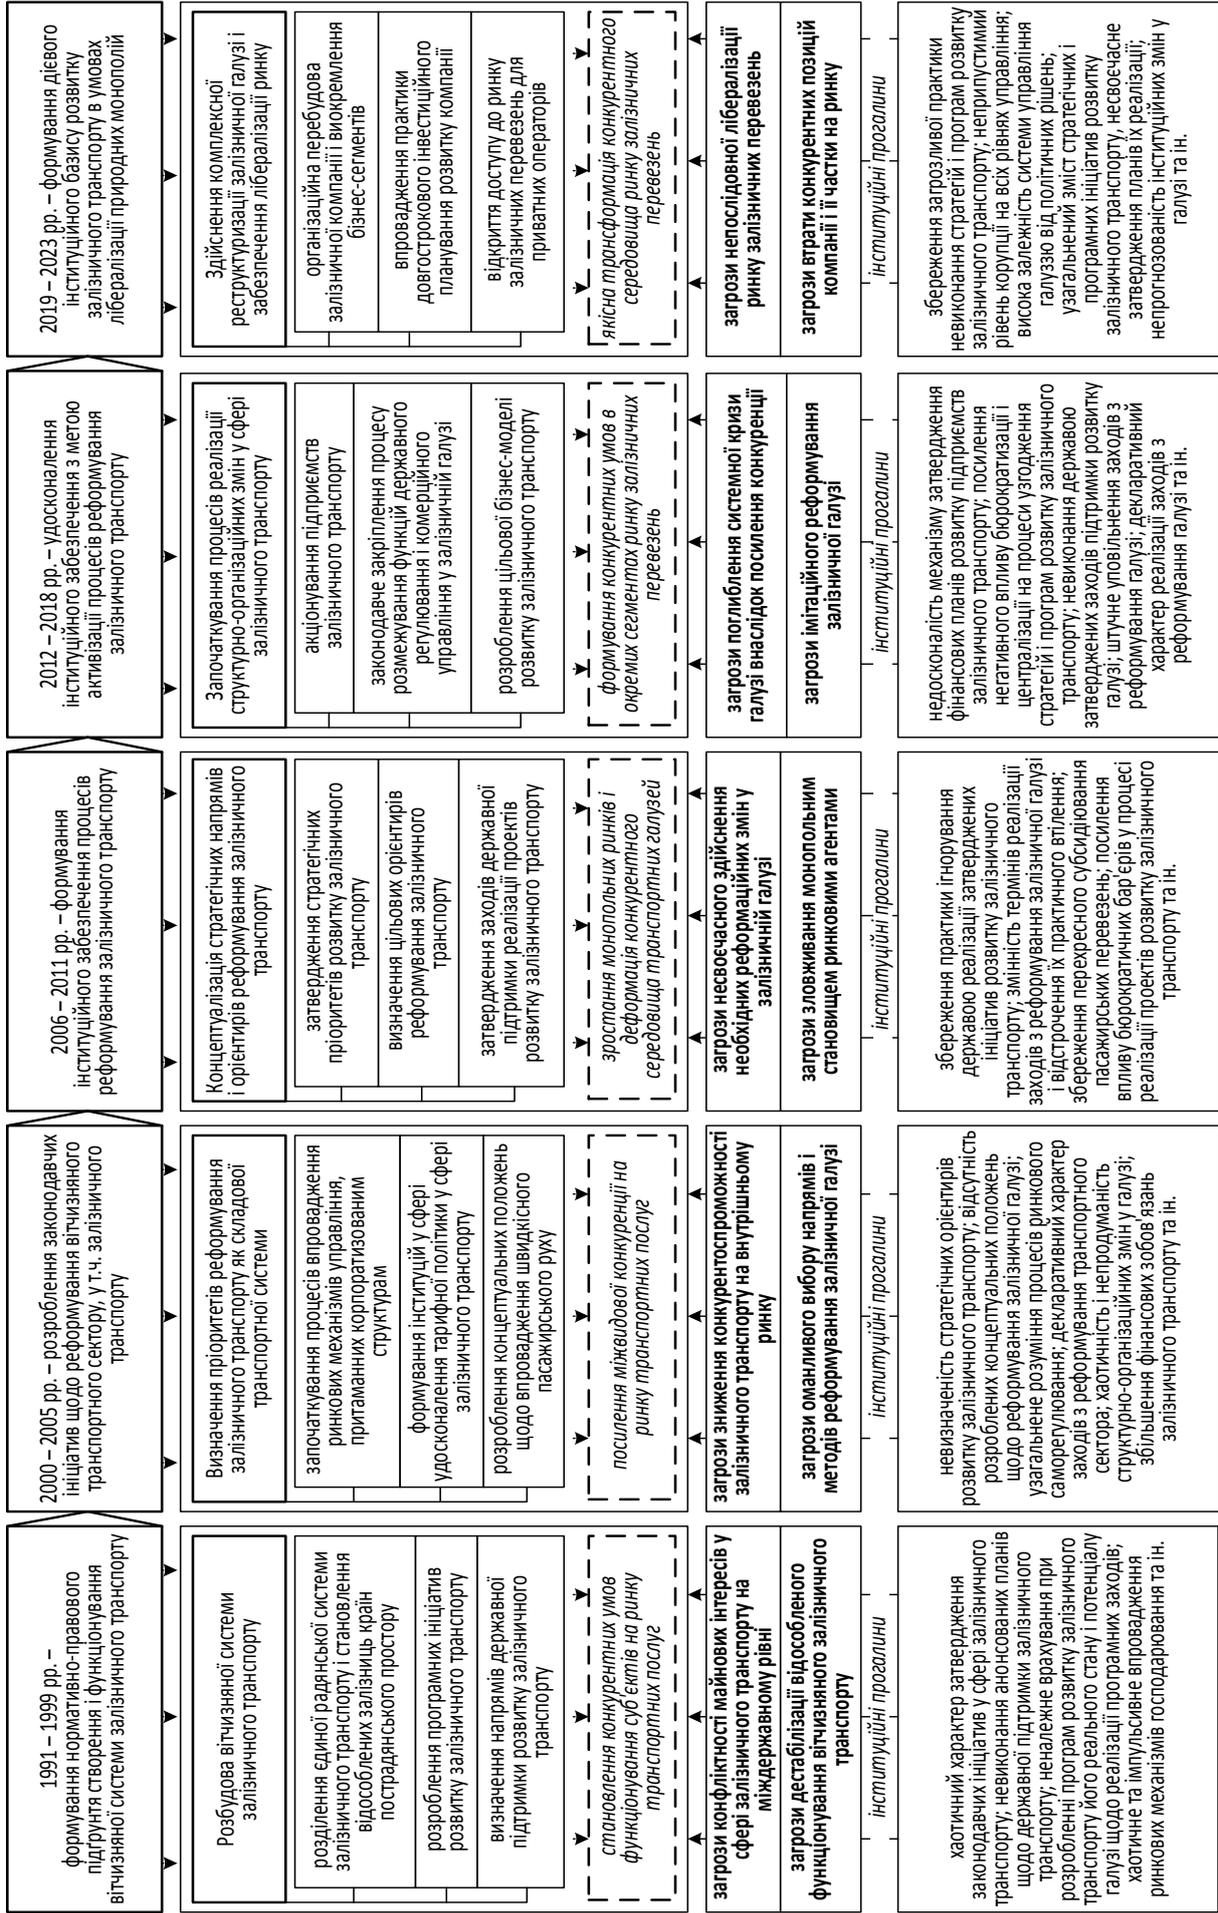 1991 – 1999 рр. –
формування нормативно-правового
підґрунтя створення і функціонування
вітчизняної системи залізничного транспорту
Розбудова вітчизняної системи
залізничного транспорту
розділення єдиної радянської системи
залізничного транспорту і становлення
відособлених залізниць країн
пострадянського простору
розроблення програмних ініціатив
розвитку залізничного транспорту
визначення напрямів державної
підтримки розвитку залізничного
транспорту
становлення конкурентних умов
функціонування суб'єктів на ринку
транспортних послуг
загрози конфліктності майнових інтересів у
сфері залізничного транспорту на
міждержавному рівні
загрози дестабілізації відособленого
функціонування вітчизняного залізничного
транспорту
інституційні прогалини
хаотичний характер затвердження
законодавчих ініціатив у сфері залізничного
транспорту; невиконання анонсованих планів
щодо державної підтримки залізничного
транспорту; неналежне врахування при
розробленні програм розвитку залізничного
транспорту його реального стану і потенціалу
галузі щодо реалізації програмних заходів;
хаотичне та імпульсивне впровадження
ринкових механізмів господарювання та ін.
2000 – 2005 рр. – розроблення законодавчих
ініціатив щодо реформування вітчизняного
транспортного сектору, у т.ч. залізничного
транспорту
Визначення пріоритетів реформування
залізничного транспорту як складової
транспортної системи
започаткування процесів впровадження
ринкових механізмів управління,
притаманних корпоратизованим
структурам
формування інституцій у сфері
удосконалення тарифної політики у сфері
залізничного транспорту
розроблення концептуальних положень
щодо впровадження швидкісного
пасажирського руху
посилення міжвидової конкуренції на
ринку транспортних послуг
загрози зниження конкурентоспроможності
залізничного транспорту на внутрішньому
ринку
загрози оманливого вибору напрямів і
методів реформування залізничної галузі
інституційні прогалини
невизначеність стратегічних орієнтирів
розвитку залізничного транспорту; відсутність
розроблених концептуальних положень
щодо реформування залізничної галузі;
узагальнене розуміння процесів ринкового
саморегулювання; декларативний характер
заходів з реформування транспортного
сектора; хаотичність і непродуманість
структурно-організаційних змін у галузі;
збільшення фінансових зобов'язань
залізничного транспорту та ін.
2006 – 2011 рр. – формування
інституційного забезпечення процесів
реформування залізничного транспорту
Концептуалізація стратегічних напрямів
і орієнтирів реформування залізничного
транспорту
затвердження стратегічних
пріоритетів розвитку залізничного
транспорту
визначення цільових орієнтирів
реформування залізничного
транспорту
затвердження заходів державної
підтримки реалізації проектів
розвитку залізничного транспорту
зростання монопольних ринків і
деформація конкурентного
середовища транспортних галузей
загрози несвоєчасного здійснення
необхідних реформаційних змін у
залізничній галузі
загрози зловживання монопольним
становищем ринковими агентами
інституційні прогалини
збереження практики ігнорування
державою реалізації затверджених
ініціатив розвитку залізничного
транспорту; змінність термінів реалізації
заходів з реформування залізничної галузі
і відстрочення їх практичного втілення;
збереження перехресного субсидіювання
пасажирських перевезень; посилення
впливу бюрократичних бар'єрів у процесі
реалізації проектів розвитку залізничного
транспорту та ін.
2012 – 2018 рр. – удосконалення
інституційного забезпечення з метою
активізації процесів реформування
залізничного транспорту
Започаткування процесів реалізації
структурно-організаційних змін у сфері
залізничного транспорту
акціонування підприємств
залізничного транспорту
законодавче закріплення процесу
розмежування функцій державного
регулювання і комерційного
управління у залізничній галузі
розроблення цільової бізнес-моделі
розвитку залізничного транспорту
формування конкурентних умов в
окремих сегментах ринку залізничних
перевезень
загрози поглиблення системної кризи
галузі внаслідок посилення конкуренції
загрози імітаційного реформування
залізничної галузі
інституційні прогалини
недосконалість механізму затвердження
фінансових планів розвитку підприємств
залізничного транспорту; посилення
негативного впливу бюрократизації і
централізації на процеси узгодження
стратегій і програм розвитку залізничного
транспорту; невиконання державою
затверджених заходів підтримки розвитку
галузі; штучне уповільнення заходів з
реформування галузі; декларативний
характер реалізації заходів з
реформування галузі та ін.
2019 – 2023 рр. – формування дієвого
інституційного базису розвитку
залізничного транспорту в умовах
лібералізації природних монополій
Здійснення комплексної
реструктуризації залізничної галузі і
забезпечення лібералізації ринку
організаційна перебудова
залізничної компанії і викоремлення
бізнес-сегментів
впровадження практики
довгострокового інвестиційного
планування розвитку компанії
відкриття доступу до ринку
залізничних перевезень для
приватних операторів
якісна трансформація конкурентного
середовища ринку залізничних
перевезень
загрози непослідовної лібералізації
ринку залізничних перевезень
загрози втрати конкурентних позицій
компанії і її частки на ринку
інституційні прогалини
збереження загрозливої практики
невиконання стратегій і програм розвитку
залізничного транспорту; неприпустимий
рівень корупції на всіх рівнях управління;
висока залежність системи управління
галуззю від політичних рішень;
узагальнений зміст стратегічних і
програмних ініціатив розвитку
залізничного транспорту, несвоєчасне
затвердження планів їх реалізації;
непрогнозованість інституційних змін у
галузі та ін.